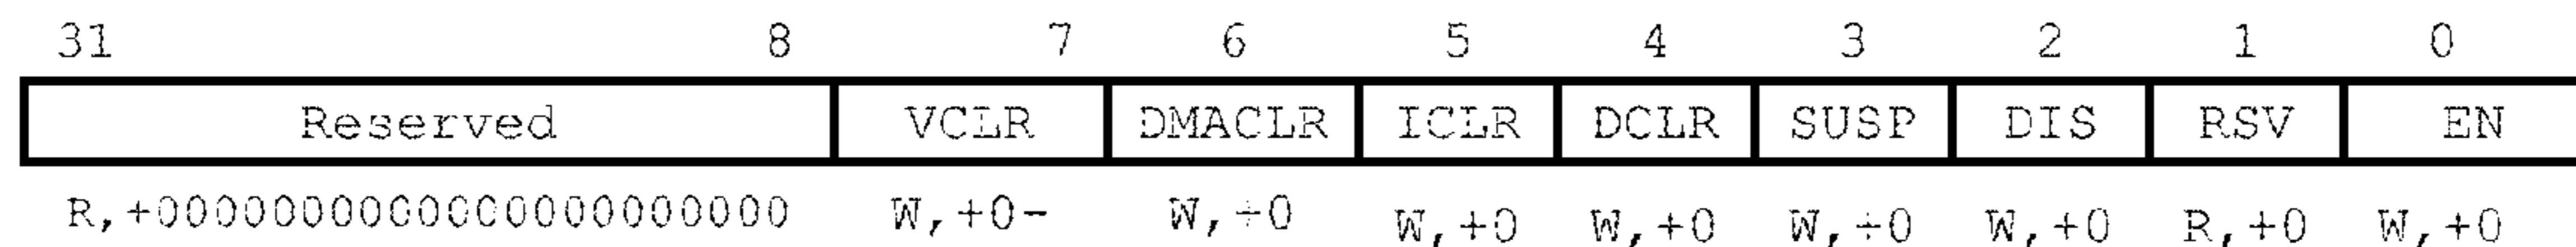 31 8 7 6 5 4 3 2 1 0
Reserved VCLR DMACLR ICLR DCLR SUSP DIS RSV EN
R,+0000000000000000000000 W,+0- W,+0 W,+0 W,+0 W,+0 W,+0 R,+0 W,+0